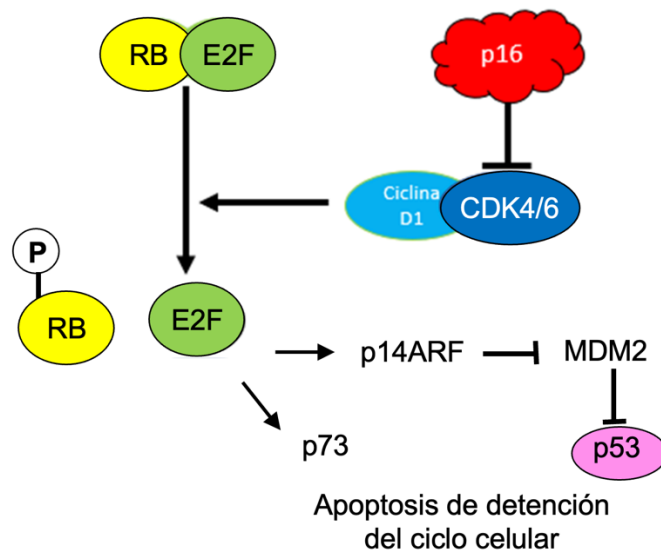 RB
E2F
p16
Ciclina
D1
CDK4/6
P
RB
E2F
p14ARF
MDM2
p73
p53
Apoptosis de detención
del ciclo celular